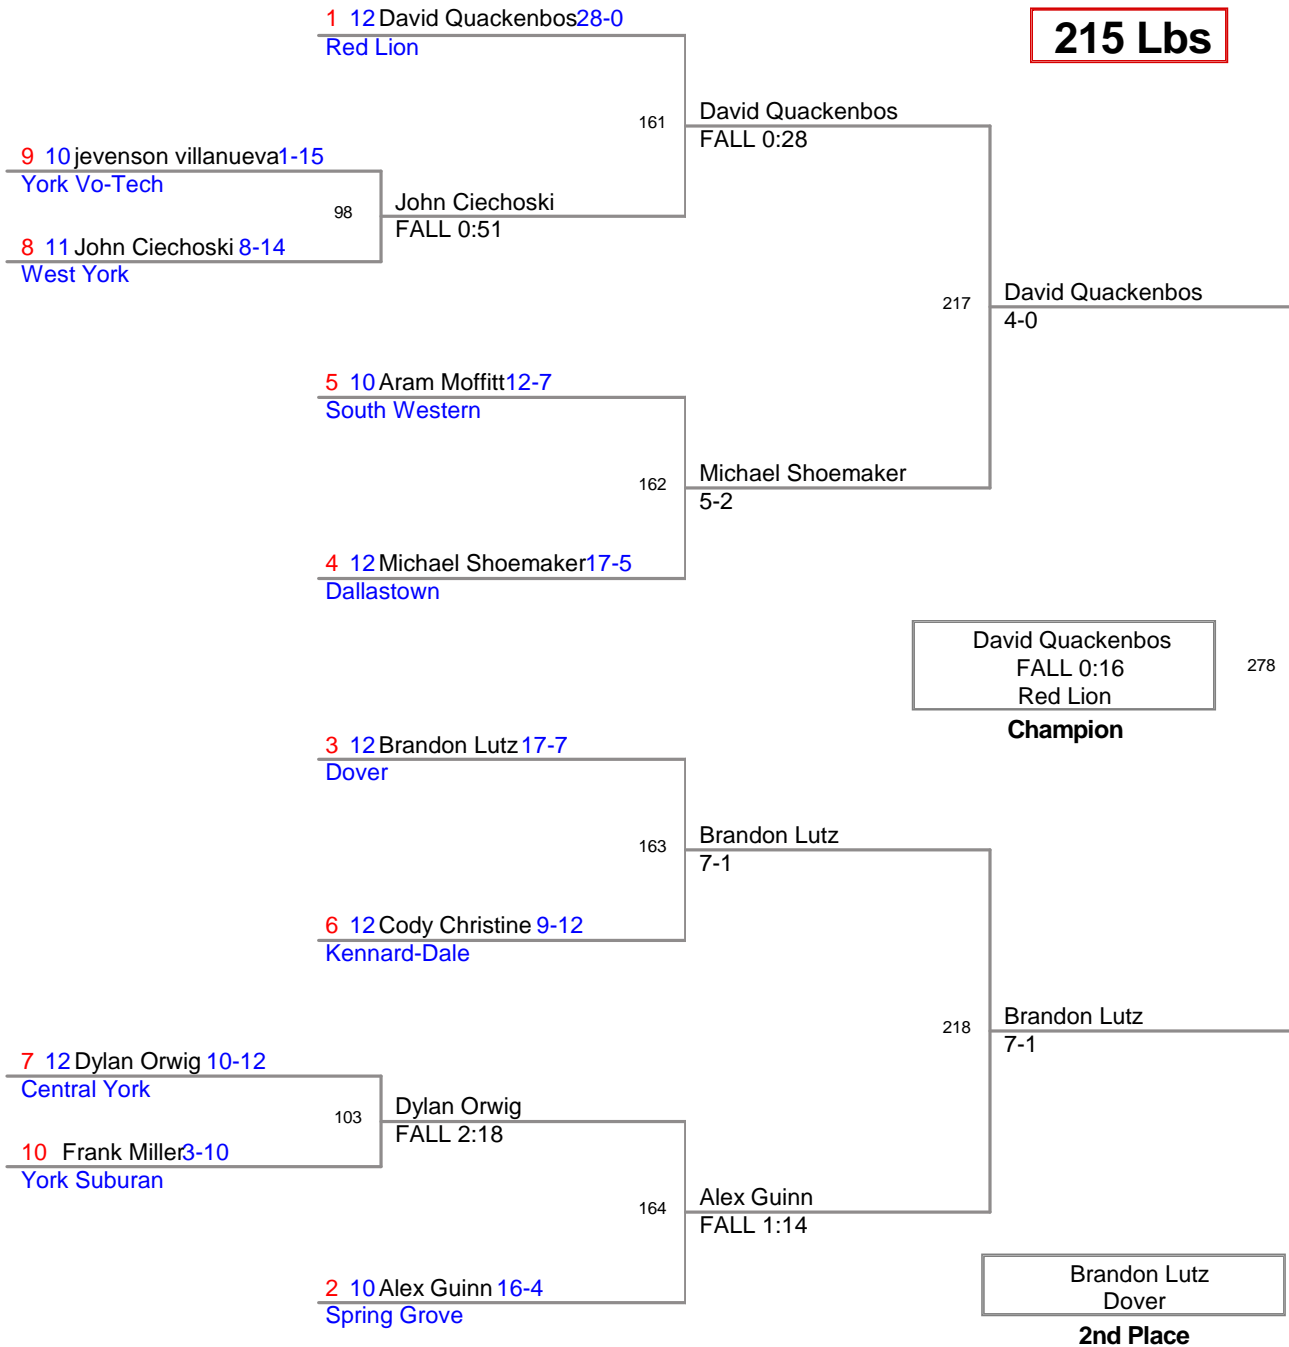 1 12 David Quackenbos 28-0
Red Lion
215 Lbs
161
David Quackenbos
FALL 0:28
9 10 jevenson villanueva 1-15
York Vo-Tech
98
John Ciechoski
FALL 0:51
8 11 John Ciechoski 8-14
West York
217
David Quackenbos
4-0
5 10 Aram Moffitt 12-7
South Western
162
Michael Shoemaker
5-2
4 12 Michael Shoemaker 17-5
Dallastown
David Quackenbos
FALL 0:16
Red Lion
278
Champion
3 12 Brandon Lutz 17-7
Dover
163
Brandon Lutz
7-1
6 12 Cody Christine 9-12
Kennard-Dale
218
Brandon Lutz
7-1
7 12 Dylan Orwig 10-12
Central York
103
Dylan Orwig
FALL 2:18
10 Frank Miller 3-10
York Suburan
164
Alex Guinn
FALL 1:14
2 10 Alex Guinn 16-4
Spring Grove
Brandon Lutz
Dover
2nd Place